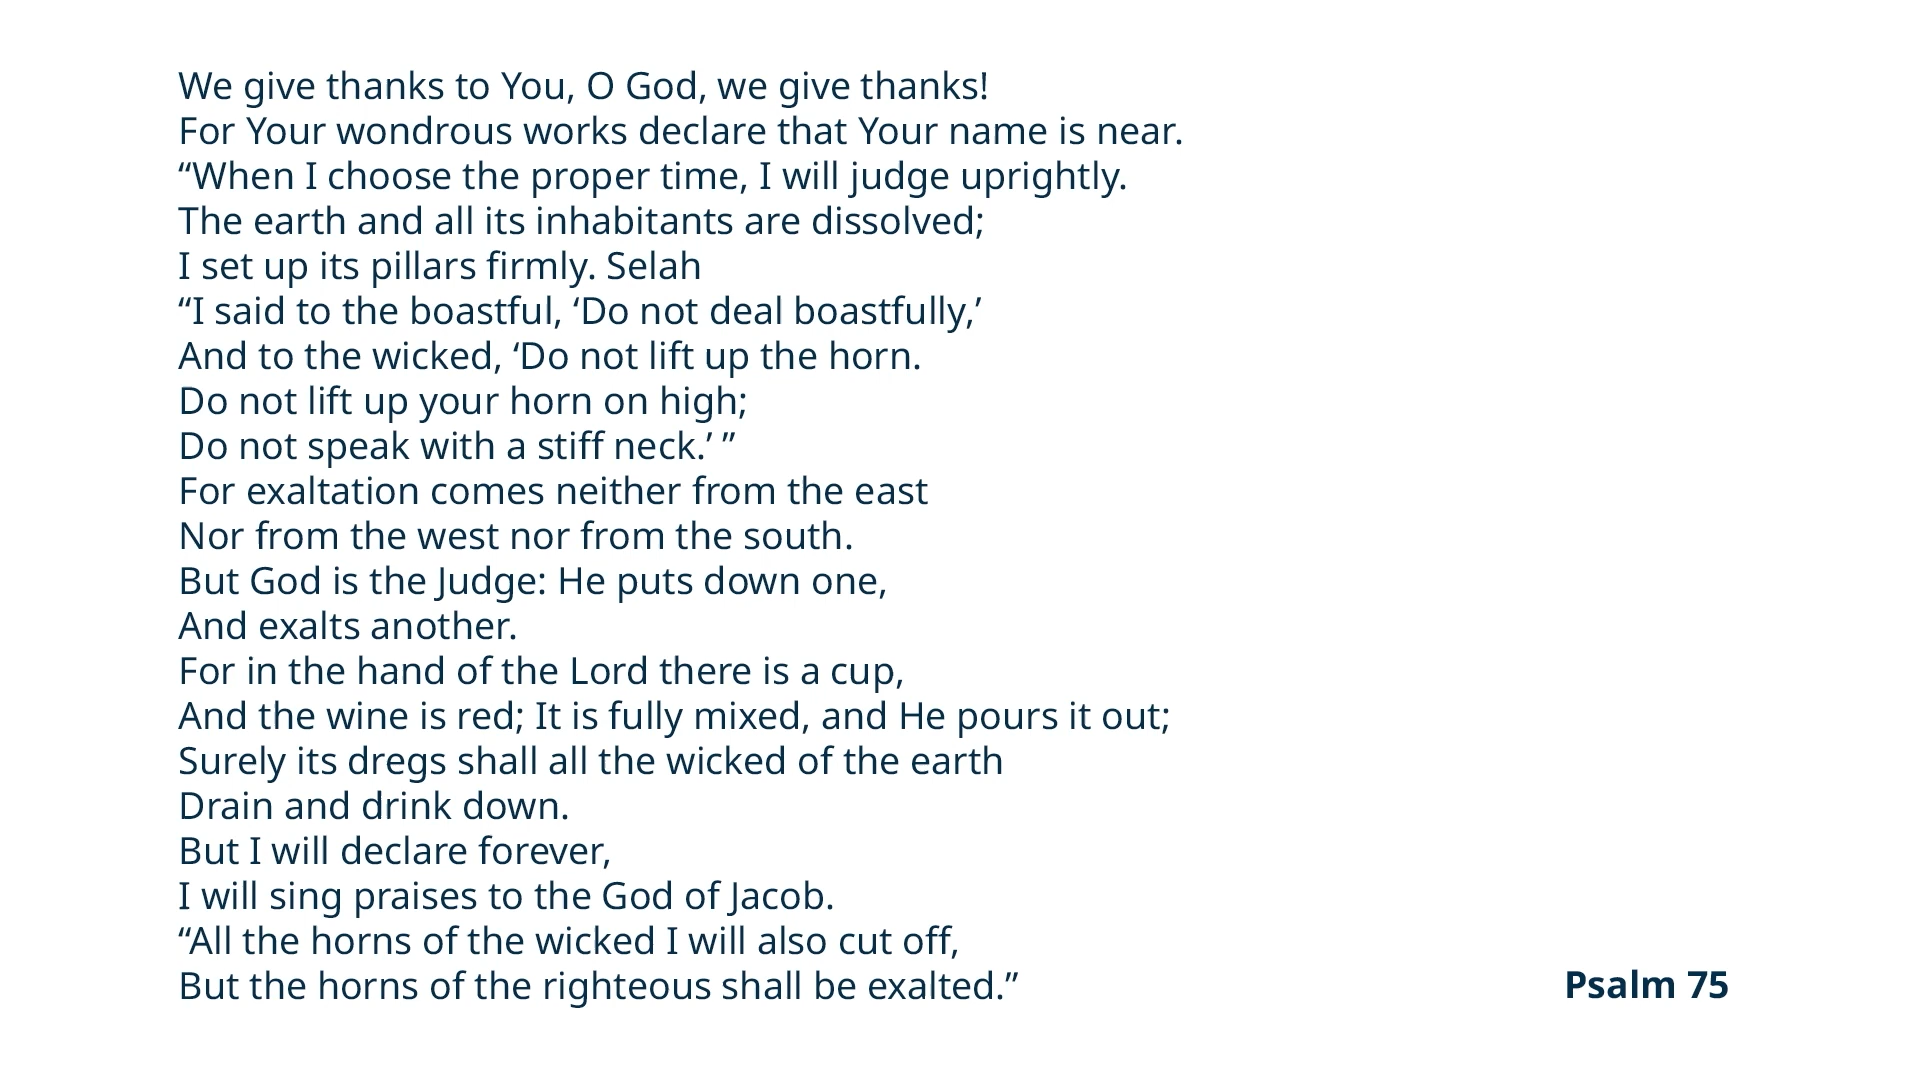 We give thanks to You, O God, we give thanks!
For Your wondrous works declare that Your name is near.
“When I choose the proper time, I will judge uprightly.
The earth and all its inhabitants are dissolved;
I set up its pillars firmly. Selah
“I said to the boastful, ‘Do not deal boastfully,’
And to the wicked, ‘Do not lift up the horn.
Do not lift up your horn on high;
Do not speak with a stiff neck.’ ”
For exaltation comes neither from the east
Nor from the west nor from the south.
But God is the Judge: He puts down one,
And exalts another.
For in the hand of the Lord there is a cup,
And the wine is red; It is fully mixed, and He pours it out;
Surely its dregs shall all the wicked of the earth
Drain and drink down.
But I will declare forever,
I will sing praises to the God of Jacob.
“All the horns of the wicked I will also cut off,
But the horns of the righteous shall be exalted.”
Psalm 75